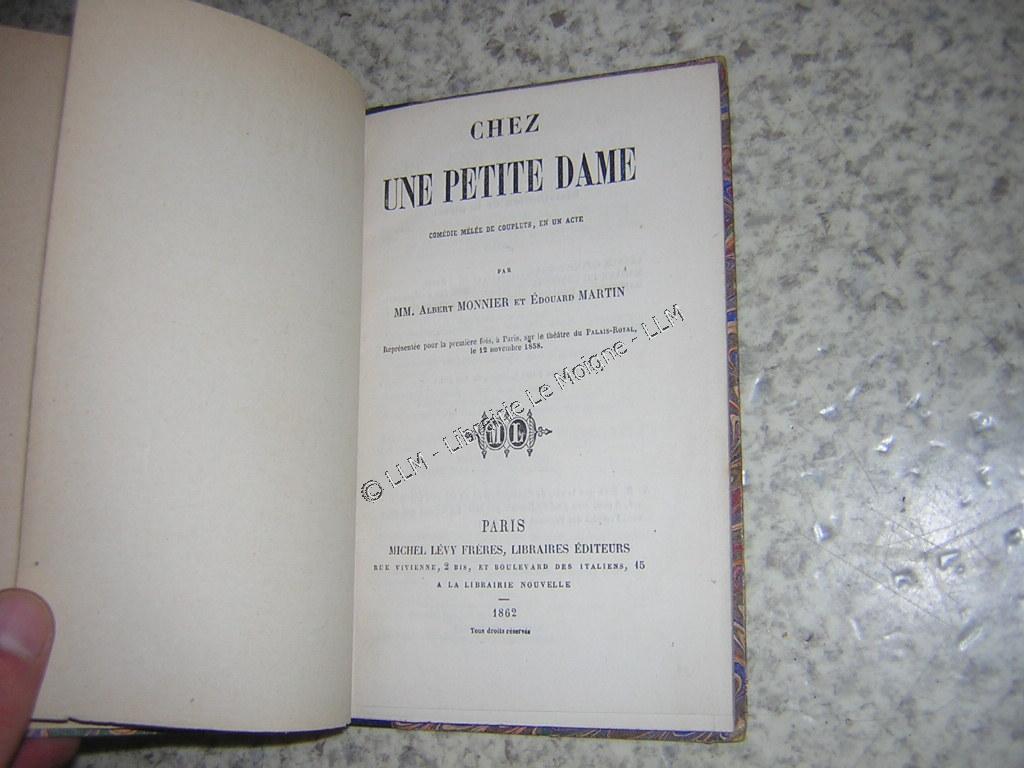 CHEZ
UNE PETITE DAME
COMÉDIE MÊLÉE DE COUPLETS, EN UN ACTE
PAR
MM. ALBERT MONNIER ET ÉDOUARD MARTIN
Représentée pour la première fois, à Paris, sur le théâtre du PALAIS-ROYAL,
le 12 novembre 1858.
© LLM - Librairie Le Moigne - LLM
ML
PARIS
MICHEL LÉVY FRÈRES, LIBRAIRES ÉDITEURS
RUE VIVIENNE, 2 BIS, ET BOULEVARD DES ITALIENS, 15
A LA LIBRAIRIE NOUVELLE
1862
Tous droits réservés